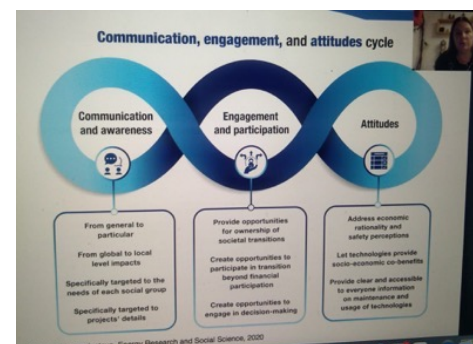 Communication, engagement, and attitudes cycle
Communication
and awareness
Engagement
and participation
Attitudes
From general to
particular
From global to local
level impacts
Specifically targeted to the
needs of each social group
Specifically targeted to
projects' details
Provide opportunities
for ownership of
societal transitions
Create opportunities to
participate in transition
beyond financial
participation
Create opportunities to
engage in decision-making
Address economic
rationality and
safety perceptions
Let technologies provide
socio-economic co-benefits
Provide clear and accessible
to everyone information
on maintenance and
usage of technologies
Energy Research and Social Science, 2020